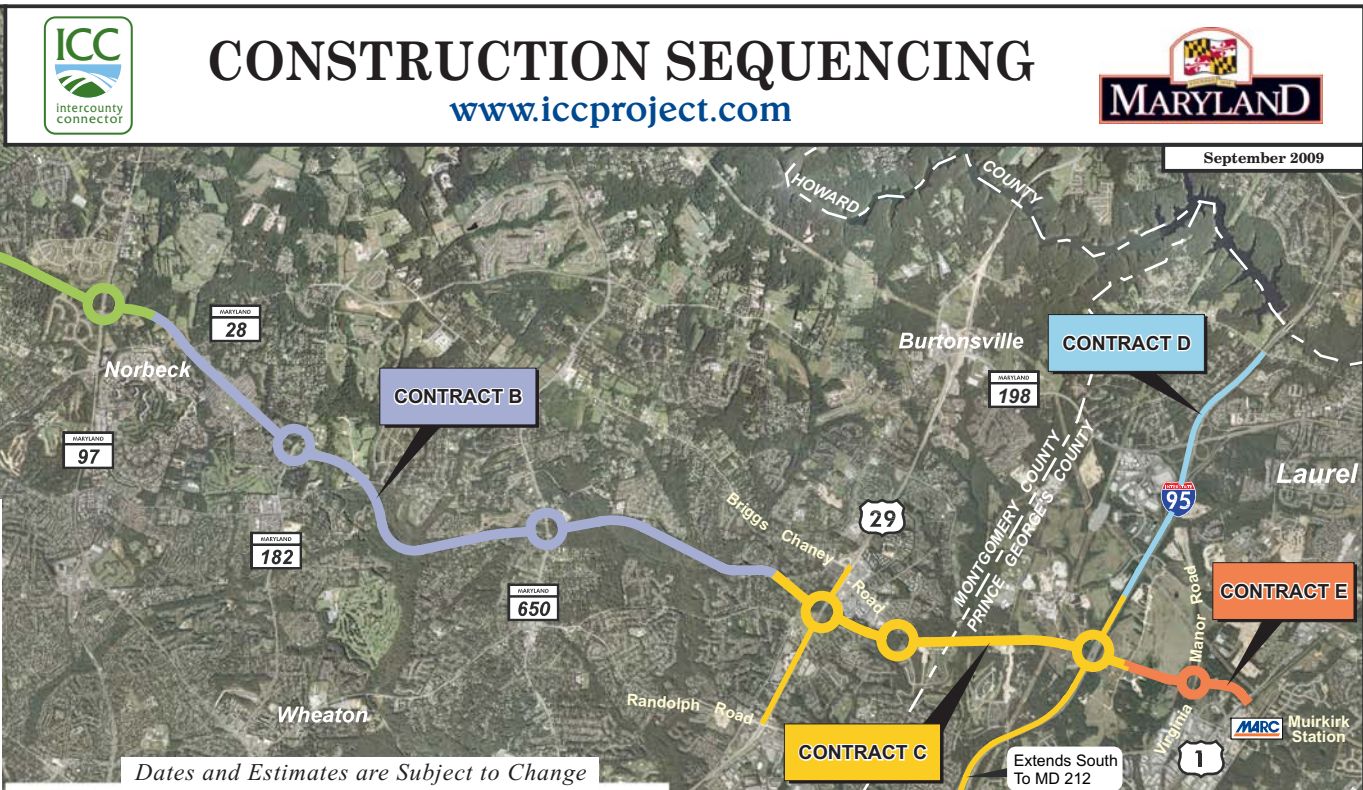 ICC
intercounty
connector
CONSTRUCTION SEQUENCING
www.iccproject.com
MARYLAND
September 2009
HOWARD COUNTY
MARYLAND
28
Norbeck
CONTRACT B
Burtonsville
CONTRACT D
MARYLAND
198
MARYLAND
97
Laurel
INTERSTATE
95
Briggs Chaney Road
29
MONTGOMERY COUNTY
PRINCE GEORGE'S COUNTY
MARYLAND
182
MARYLAND
650
CONTRACT E
Virginia Manor Road
Randolph Road
Wheaton
MARC
Muirkirk
Station
CONTRACT C
Extends South
To MD 212
1
Dates and Estimates are Subject to Change